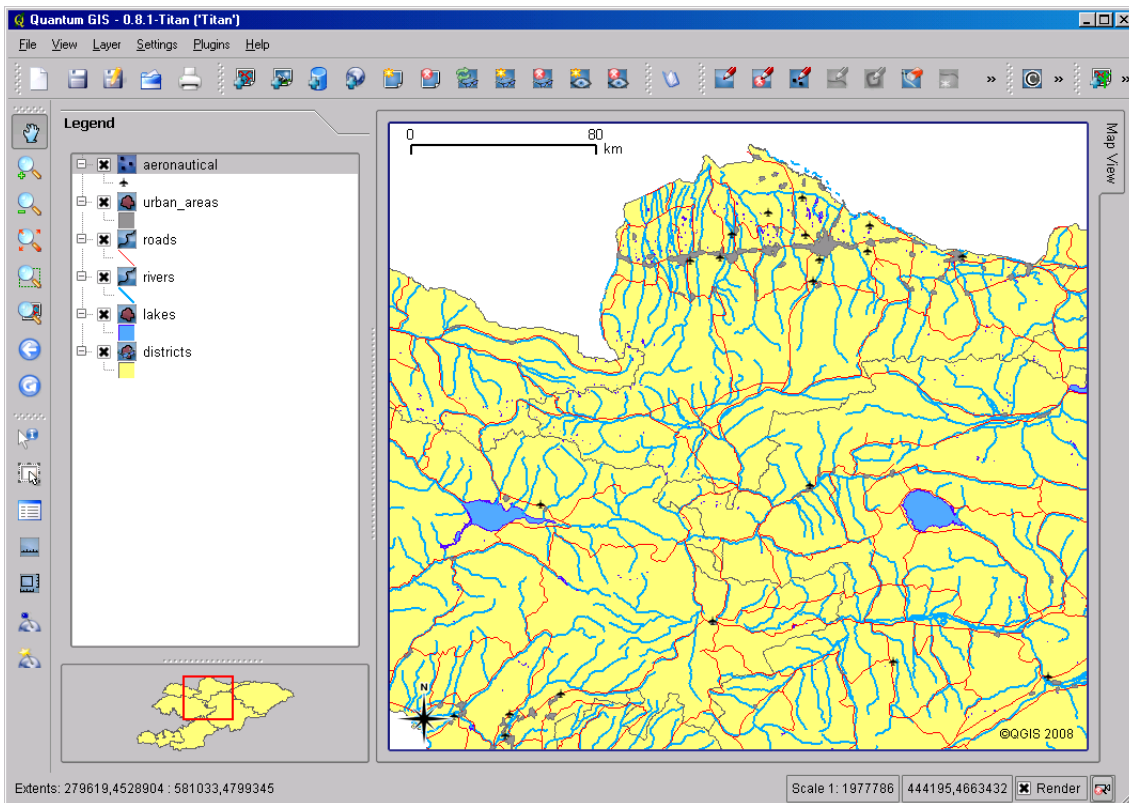 Quantum GIS - 0.8.1-Titan ('Titan')
File View Layer Settings Plugins Help
Legend
aeronautical
urban_areas
roads
rivers
lakes
districts
0 80
km
Map View
N
©QGIS 2008
Extents: 279619,4528904 : 581033,4799345
Scale 1: 1977786
444195,4663432
Render